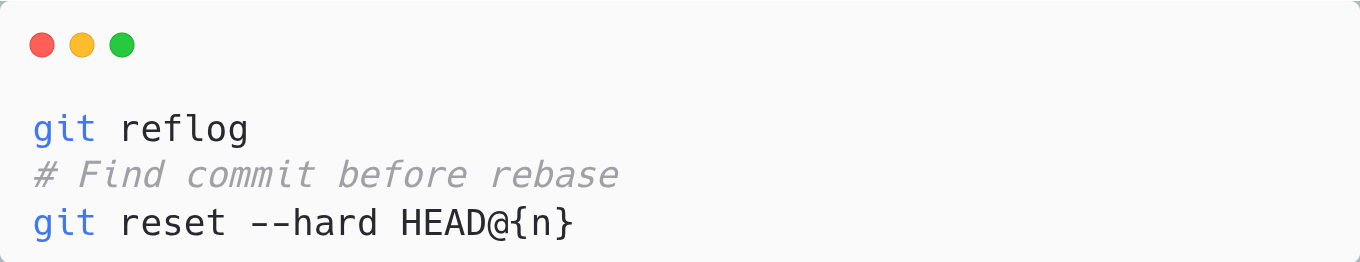 git reflog
# Find commit before rebase
git reset --hard HEAD@{n}